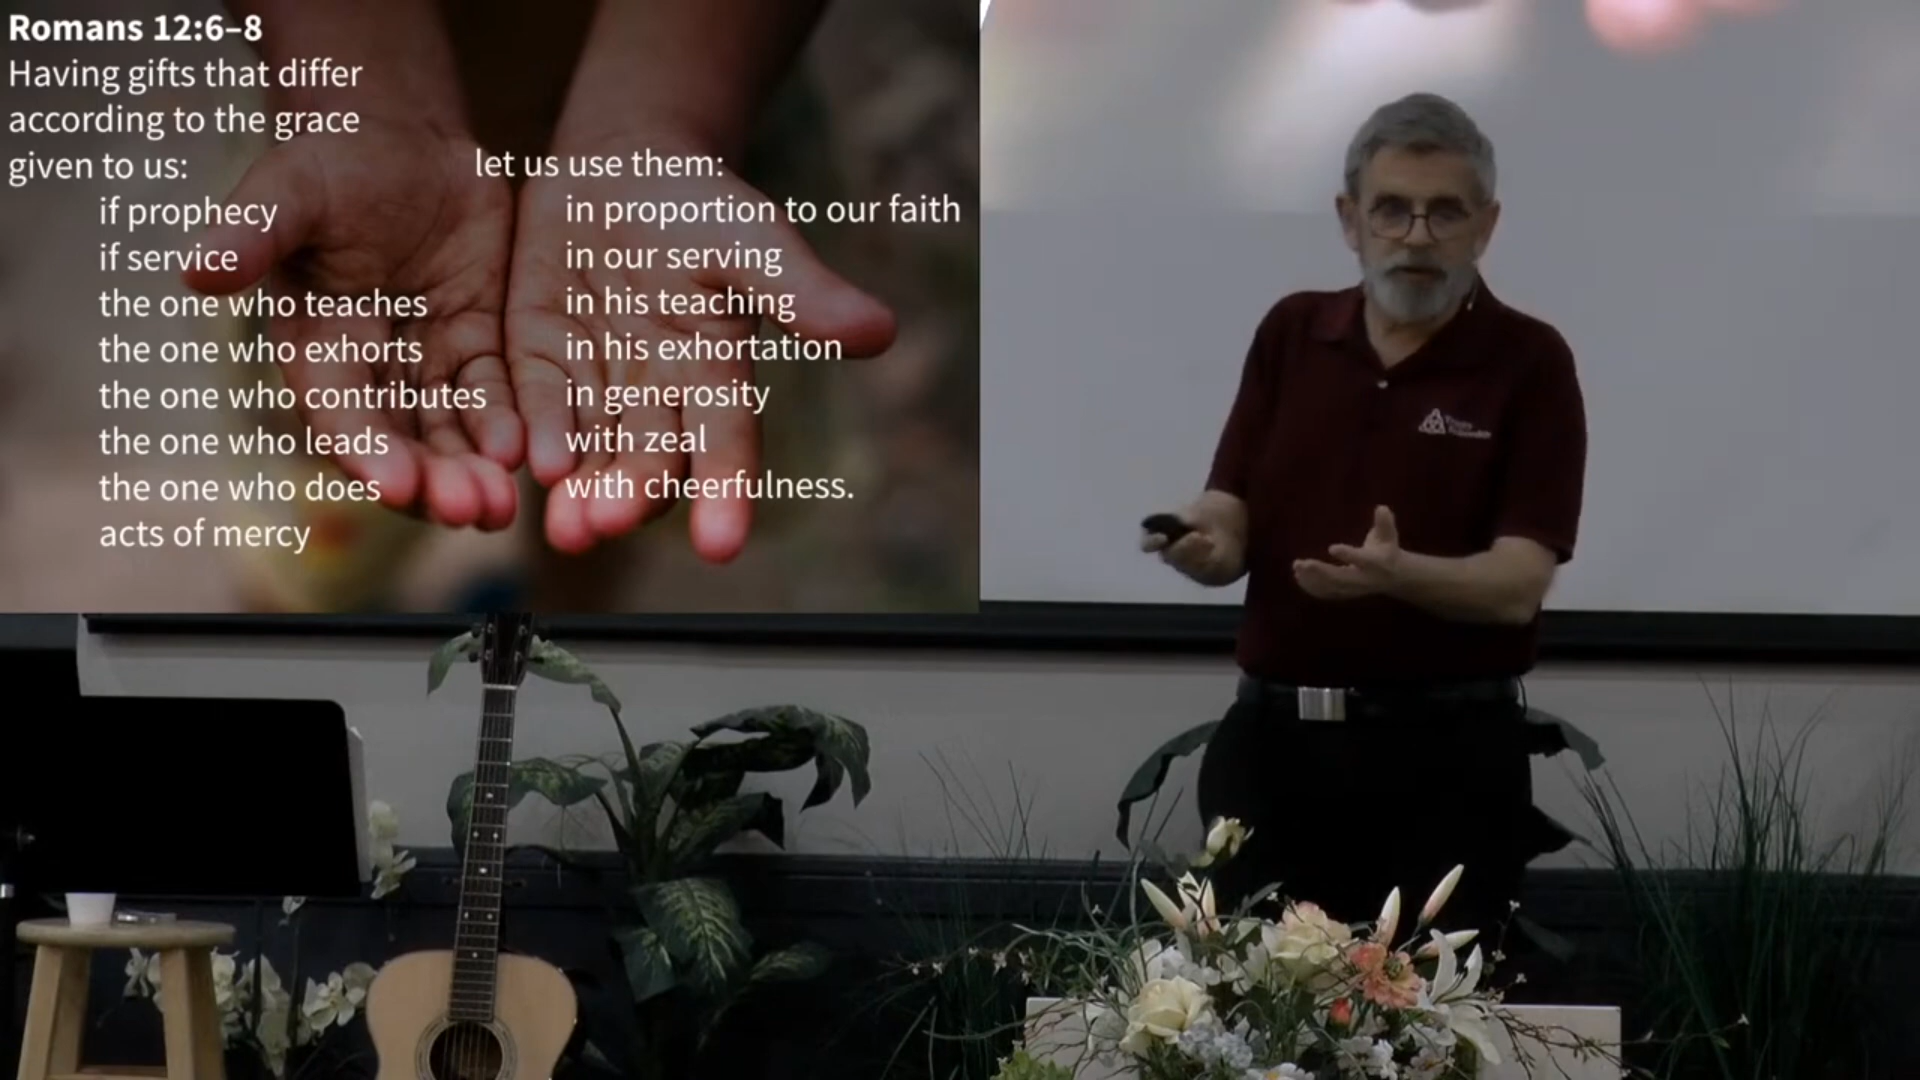 Romans 12:6–8
Having gifts that differ
according to the grace
given to us:
if prophecy
if service
the one who teaches
the one who exhorts
the one who contributes
the one who leads
the one who does
acts of mercy
let us use them:
in proportion to our faith
in our serving
in his teaching
in his exhortation
in generosity
with zeal
with cheerfulness.